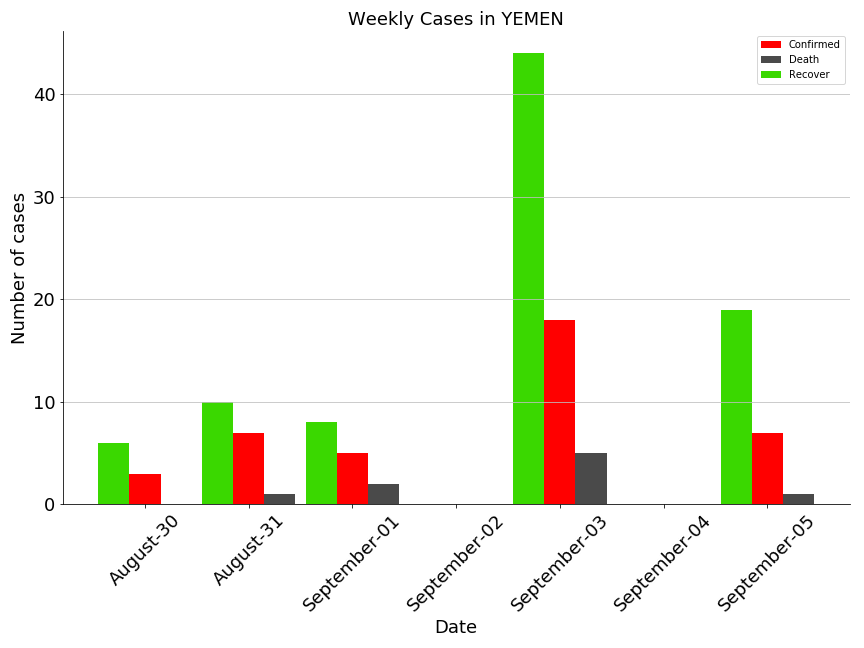 Weekly Cases in YEMEN
Confirmed
Death
Recover
Number of cases
40
30
20
10
0
August-30
August-31
September-01
September-02
September-03
September-04
September-05
Date